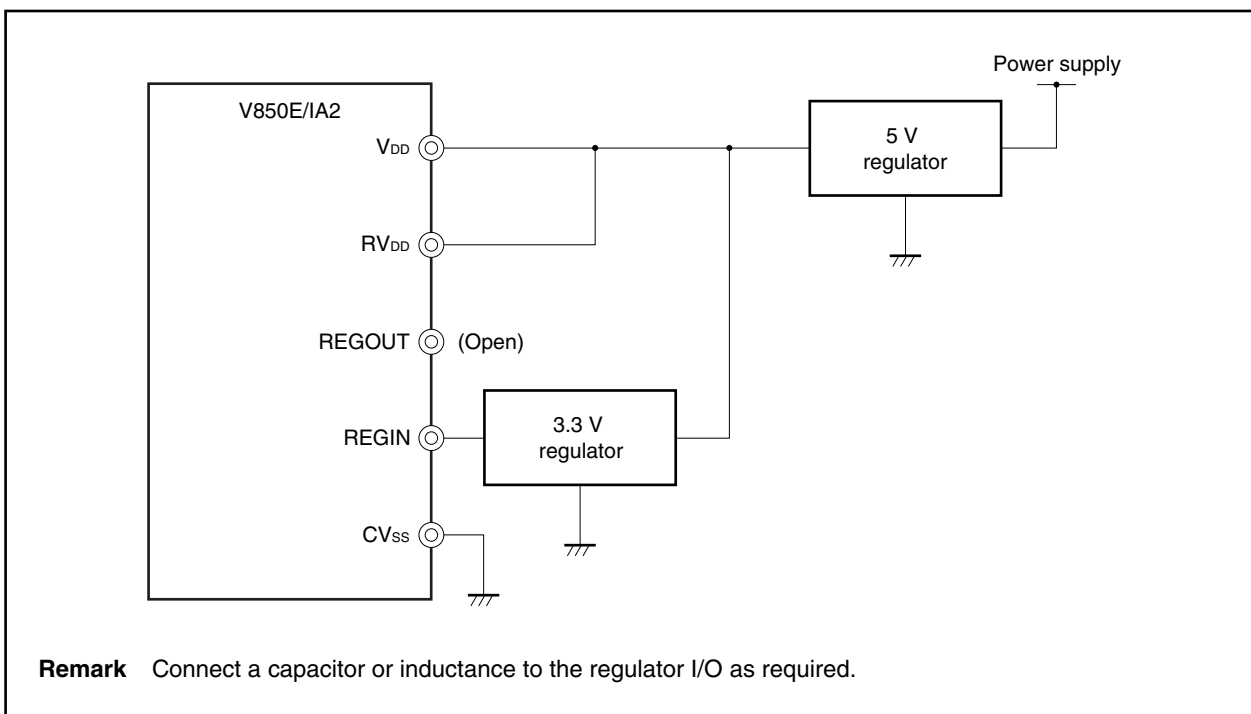 Power supply
V850E/IA2
5 V
regulator
VDD
RVDD
REGOUT (Open)
3.3 V
regulator
REGIN
CVSS
Remark Connect a capacitor or inductance to the regulator I/O as required.